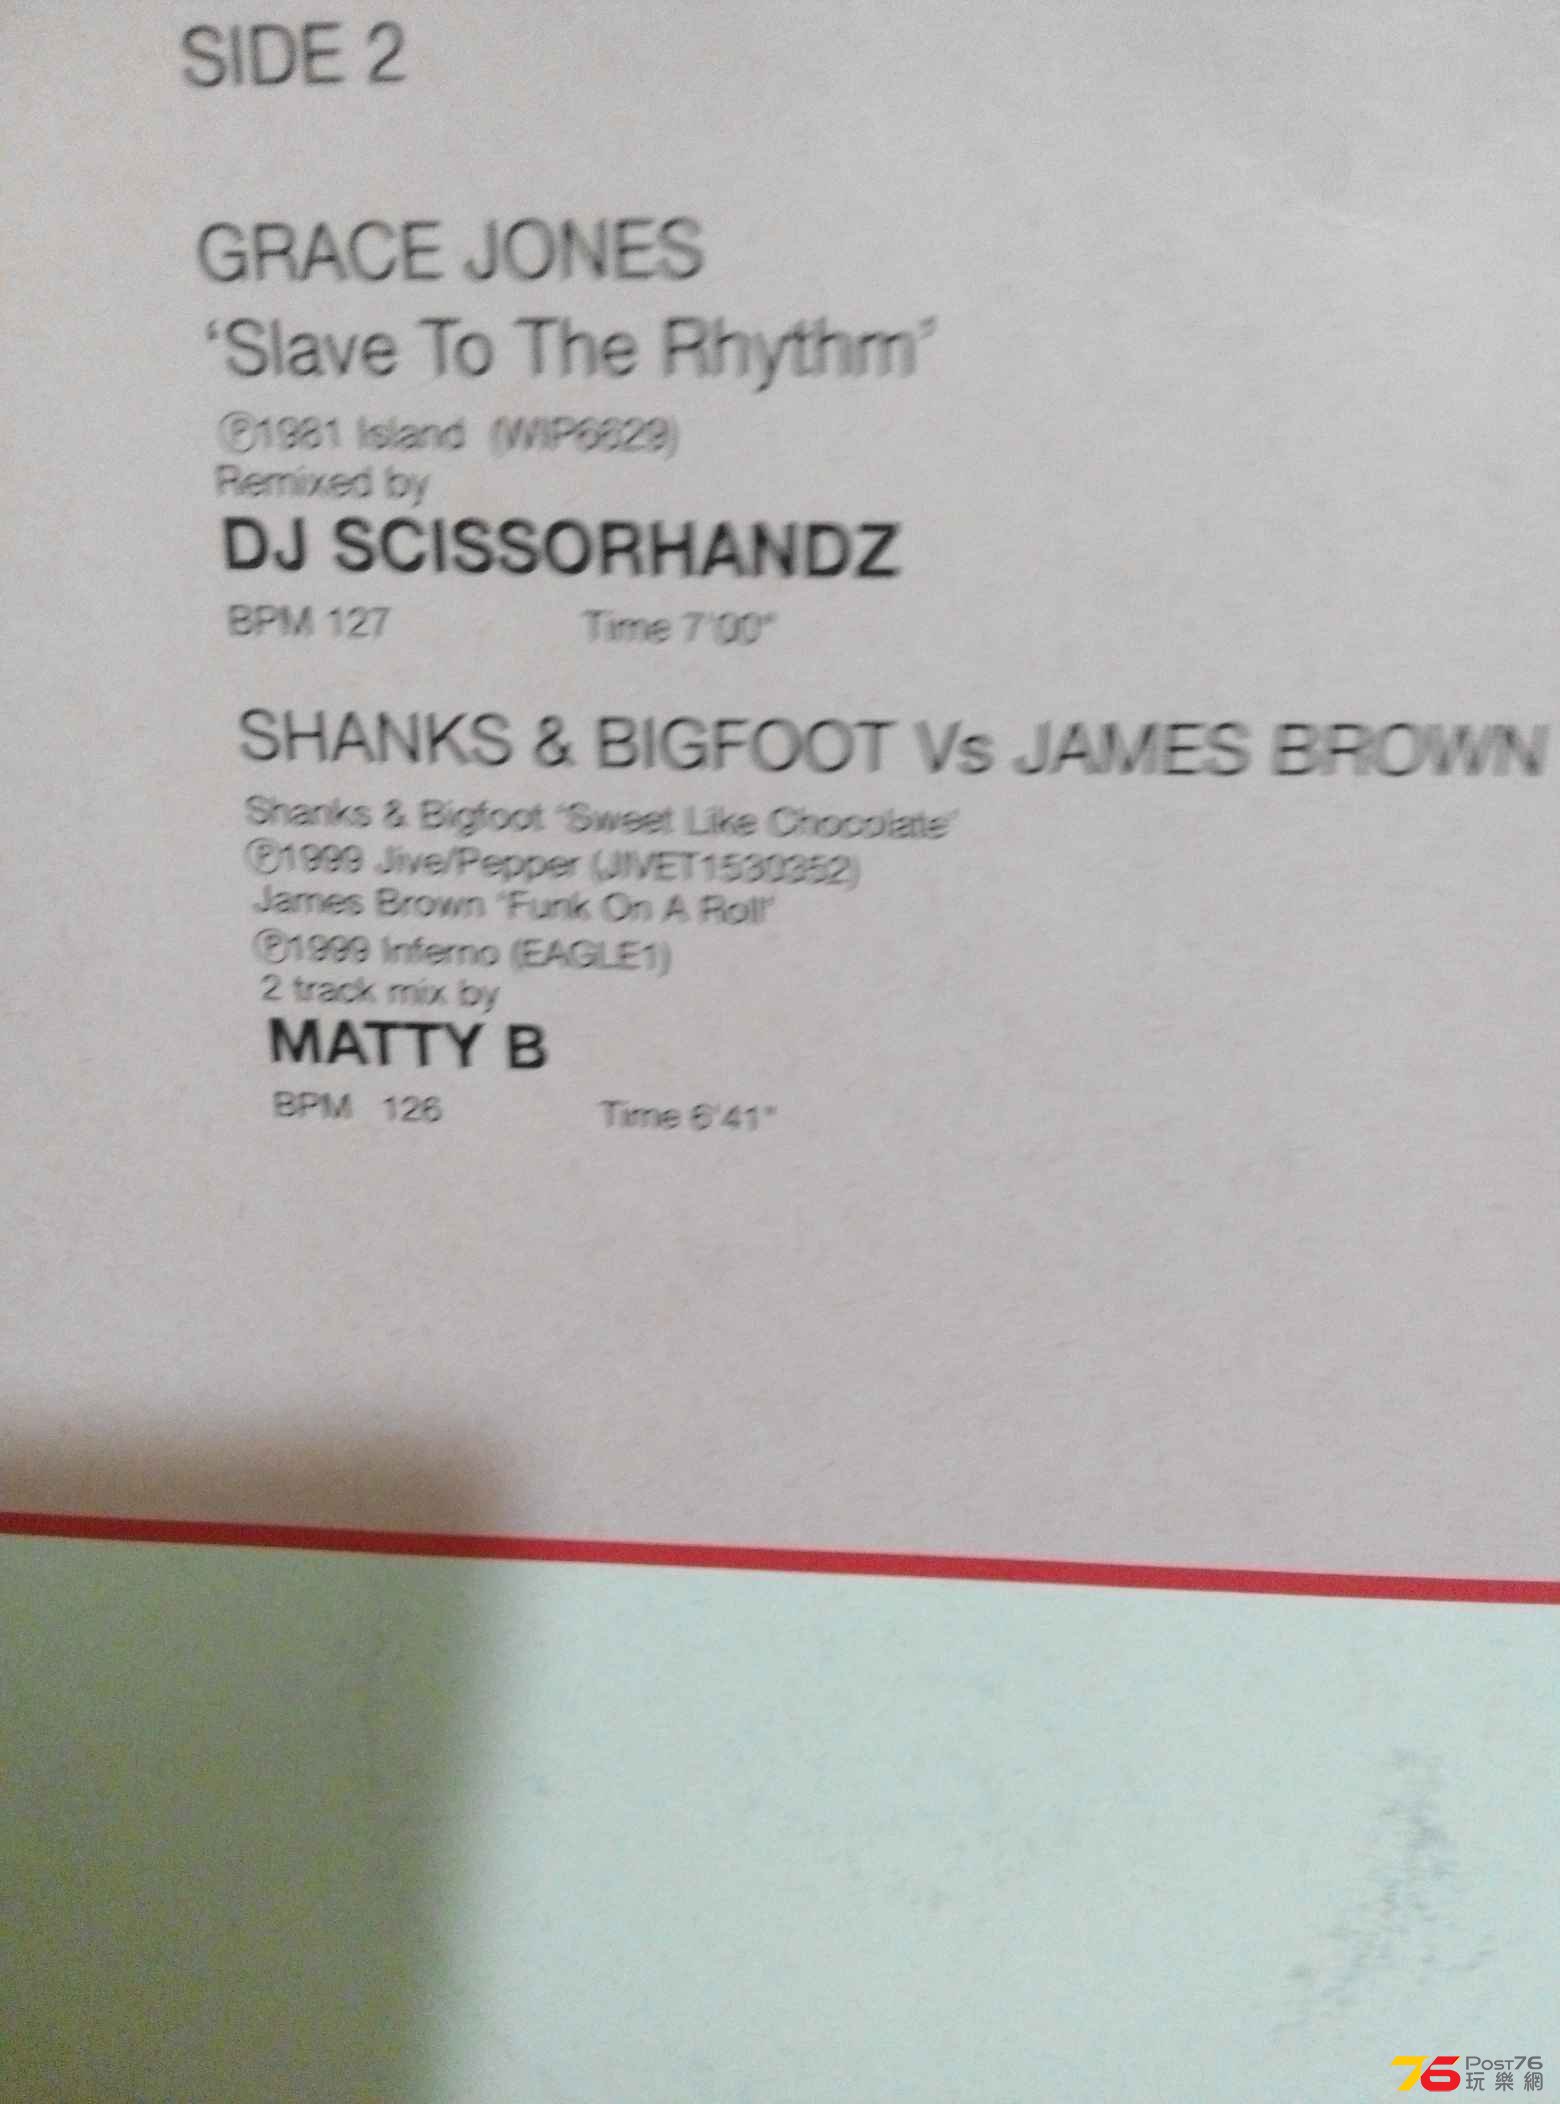 SIDE 2
GRACE JONES
‘Slave To The Rhythm’
℗1981 Island (WIP6629)
Remixed by
DJ SCISSORHANDZ
BPM 127 Time 7'00"
SHANKS & BIGFOOT Vs JAMES BROWN
Shanks & Bigfoot ‘Sweet Like Chocolate’
℗1999 Jive/Pepper (JIVET1530352)
James Brown ‘Funk On A Roll’
℗1999 Inferno (EAGLE1)
2 track mix by
MATTY B
BPM 126 Time 6'41"
76 POST76
玩樂網